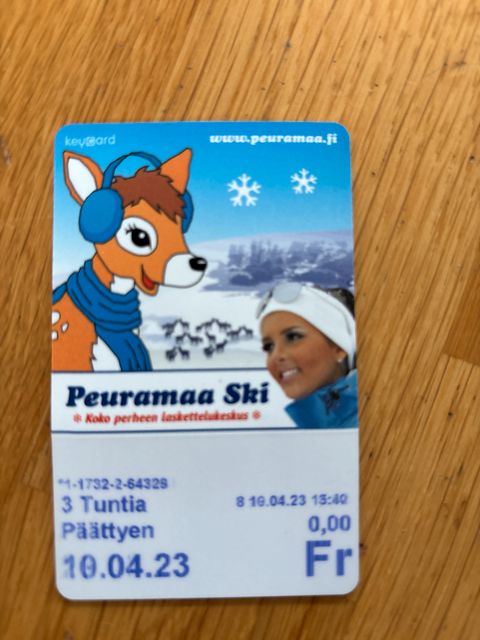 keycard
www.peuramaa.fi
Peuramaa Ski
* Koko perheen laskettelukeskus *
*1-1732-2-64328
3 Tuntia
8 10.04.23 15:40
Päättyen
0,00
10.04.23
Fr